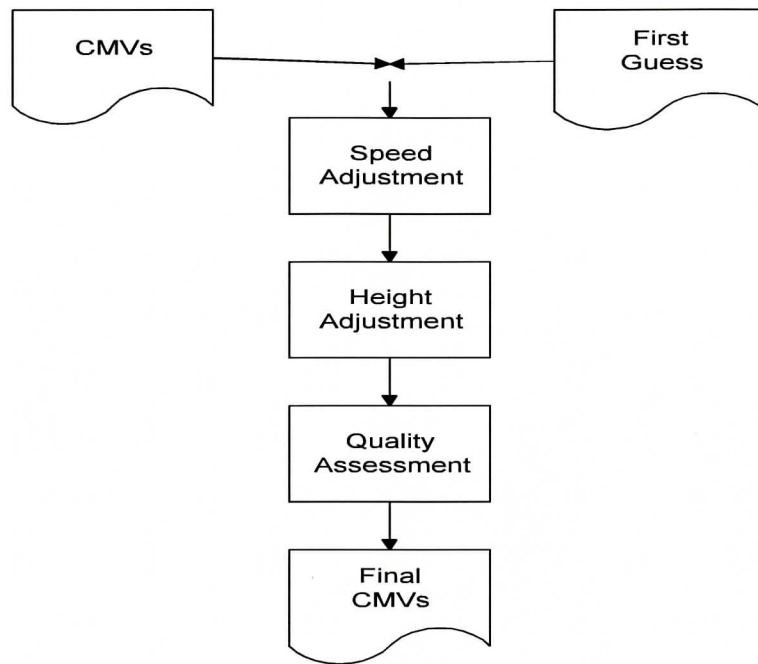 CMVs
First
Guess
Speed
Adjustment
Height
Adjustment
Quality
Assessment
Final
CMVs